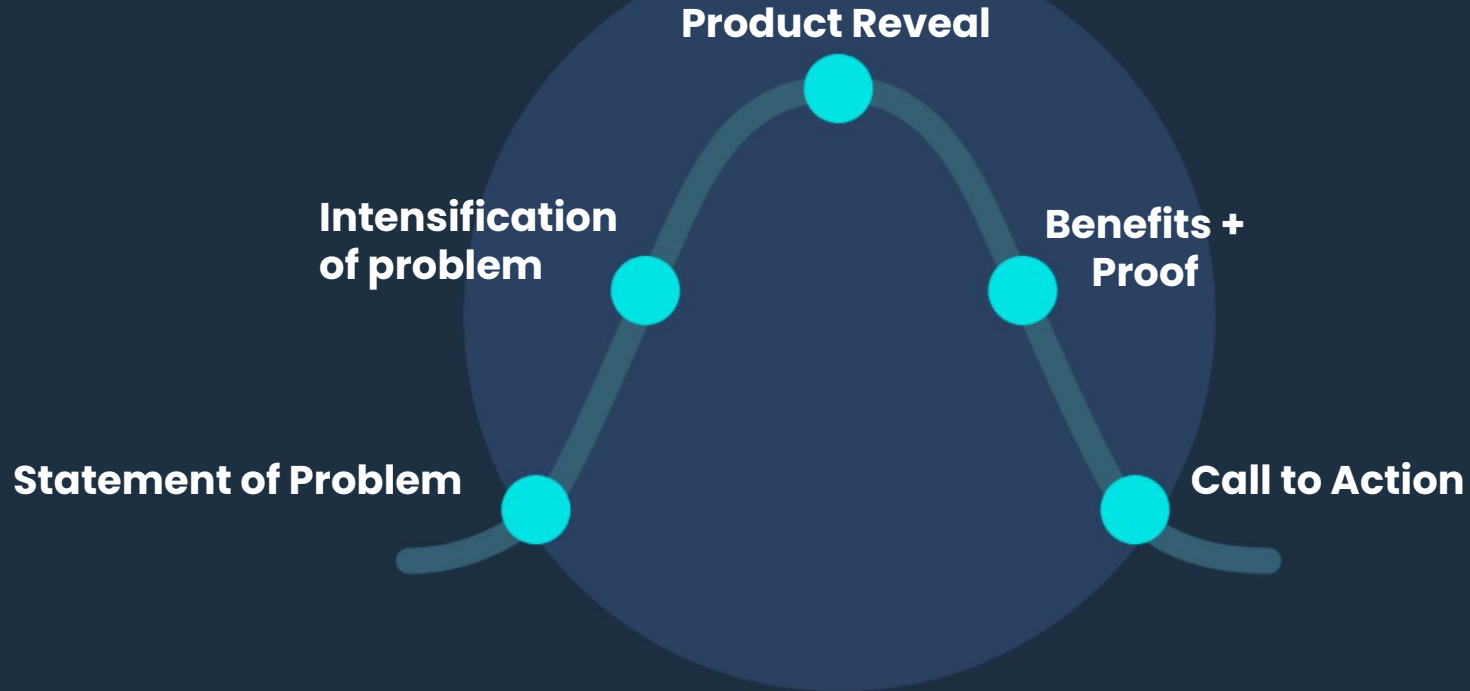 Product Reveal
Intensification
of problem
Benefits +
Proof
Statement of Problem
Call to Action